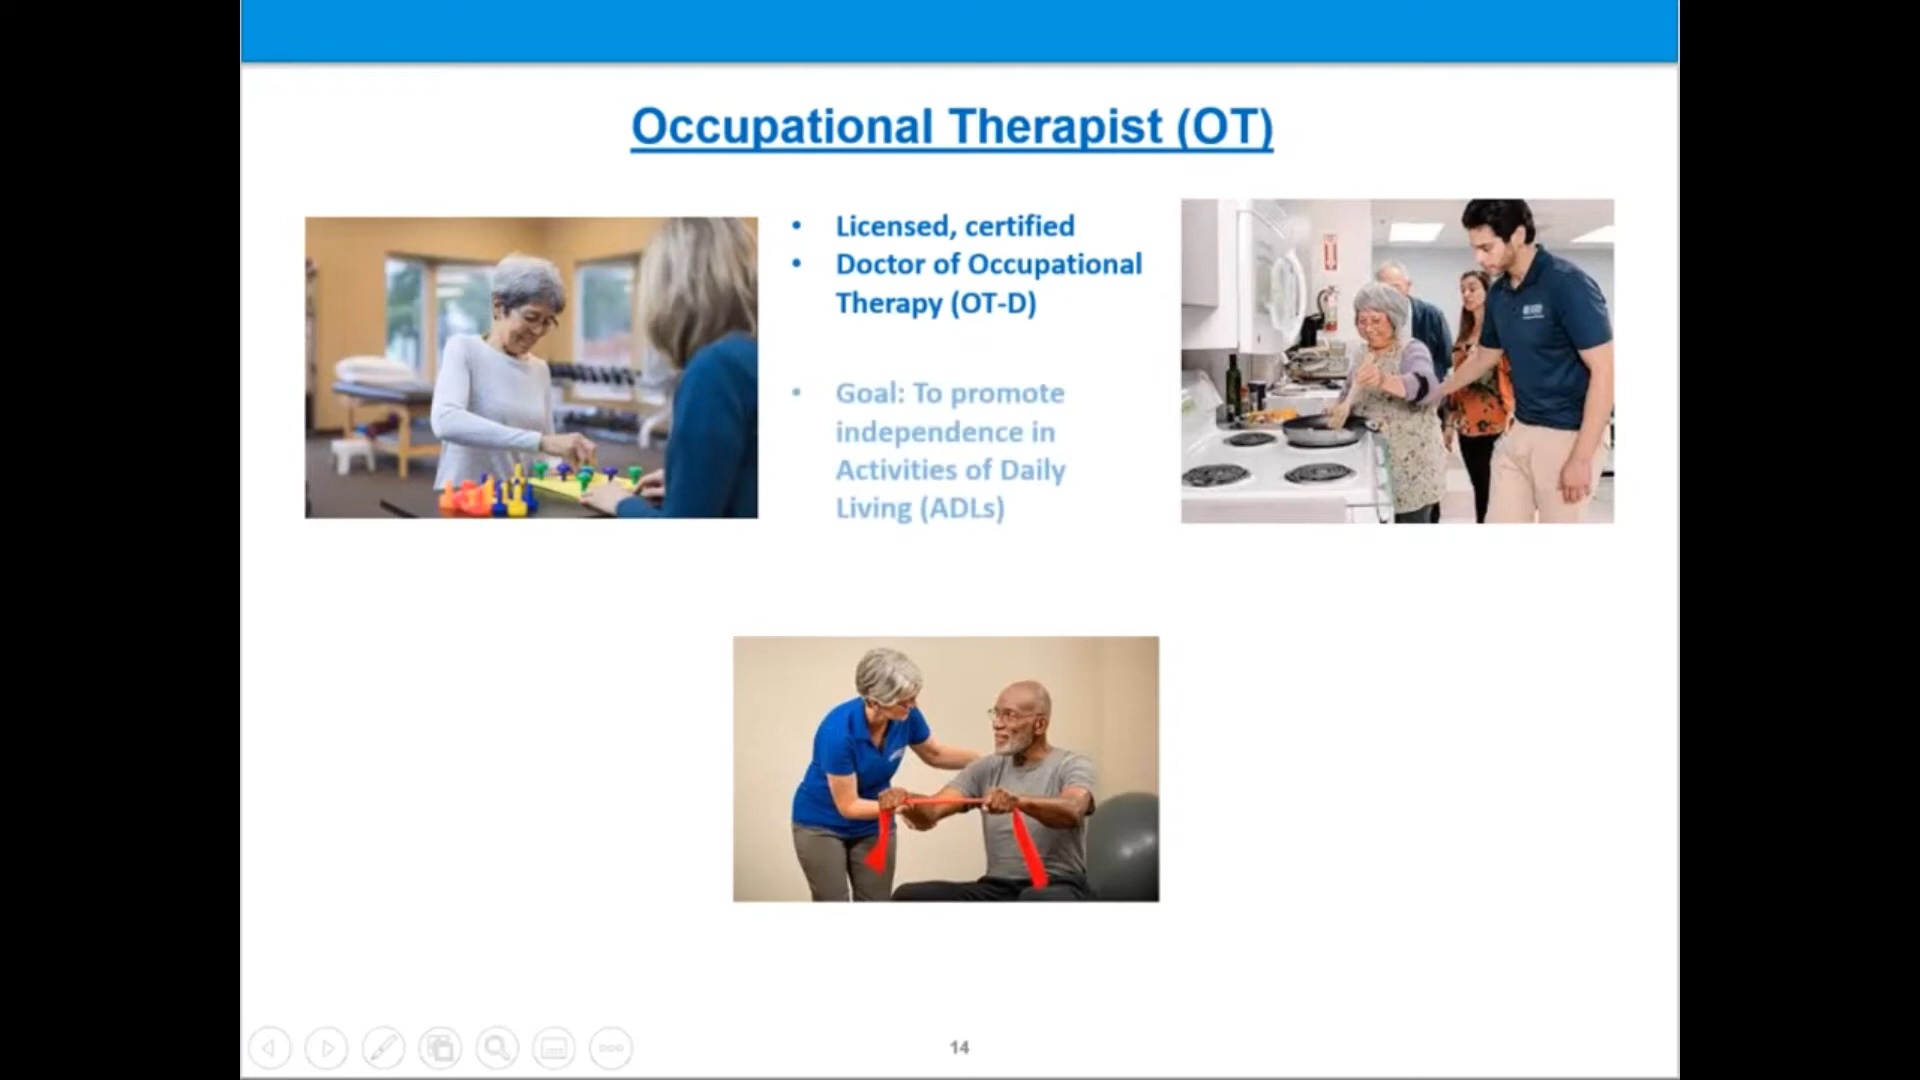 Occupational Therapist (OT)
• Licensed, certified
• Doctor of Occupational
Therapy (OT-D)
• Goal: To promote
independence in
Activities of Daily
Living (ADLs)
14